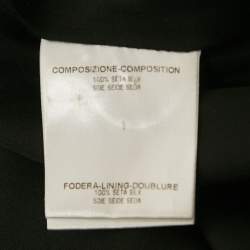 COMPOSIZIONE-COMPOSITION
100% SETA SILK
SOIE SEIDE SEDA
FODERA-LINING-DOUBLURE
100% SETA SILK
SOIE SEIDE SEDA